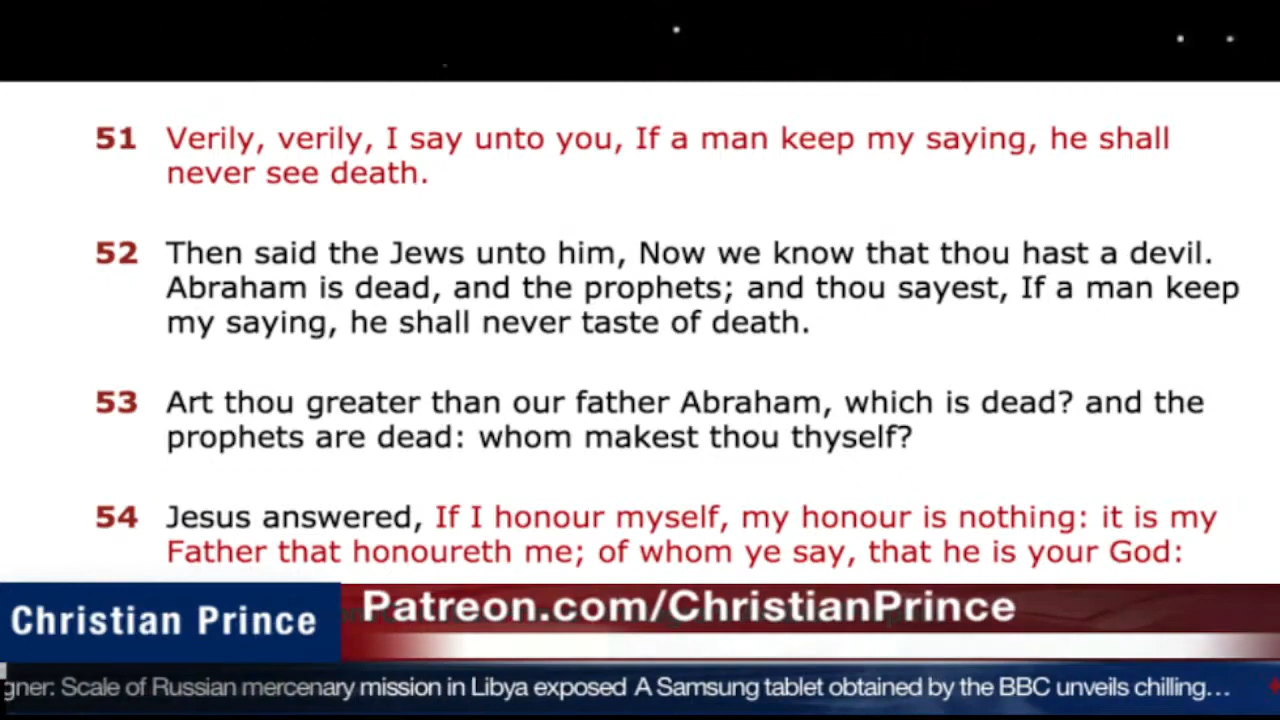 51 Verily, verily, I say unto you, If a man keep my saying, he shall
never see death.
52 Then said the Jews unto him, Now we know that thou hast a devil.
Abraham is dead, and the prophets; and thou sayest, If a man keep
my saying, he shall never taste of death.
53 Art thou greater than our father Abraham, which is dead? and the
prophets are dead: whom makest thou thyself?
54 Jesus answered, If I honour myself, my honour is nothing: it is my
Father that honoureth me; of whom ye say, that he is your God:
Christian Prince
Patreon.com/ChristianPrince
gner: Scale of Russian mercenary mission in Libya exposed A Samsung tablet obtained by the BBC unveils chilling...